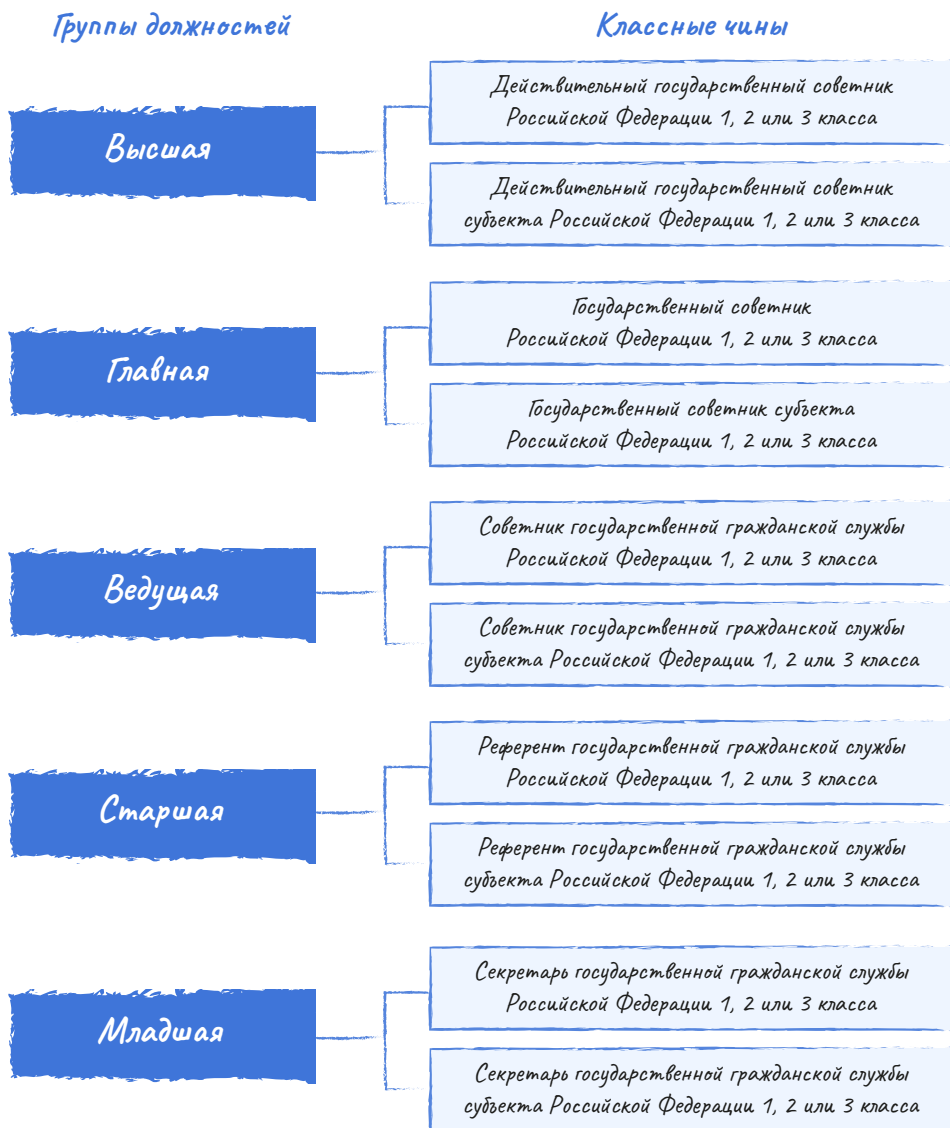 Группы должностей
Классные чины
Высшая
Действительный государственный советник
Российской Федерации 1, 2 или 3 класса
Действительный государственный советник
субъекта Российской Федерации 1, 2 или 3 класса
Главная
Государственный советник
Российской Федерации 1, 2 или 3 класса
Государственный советник субъекта
Российской Федерации 1, 2 или 3 класса
Ведущая
Советник государственной гражданской службы
Российской Федерации 1, 2 или 3 класса
Советник государственной гражданской службы
субъекта Российской Федерации 1, 2 или 3 класса
Старшая
Референт государственной гражданской службы
Российской Федерации 1, 2 или 3 класса
Референт государственной гражданской службы
субъекта Российской Федерации 1, 2 или 3 класса
Младшая
Секретарь государственной гражданской службы
Российской Федерации 1, 2 или 3 класса
Секретарь государственной гражданской службы
субъекта Российской Федерации 1, 2 или 3 класса